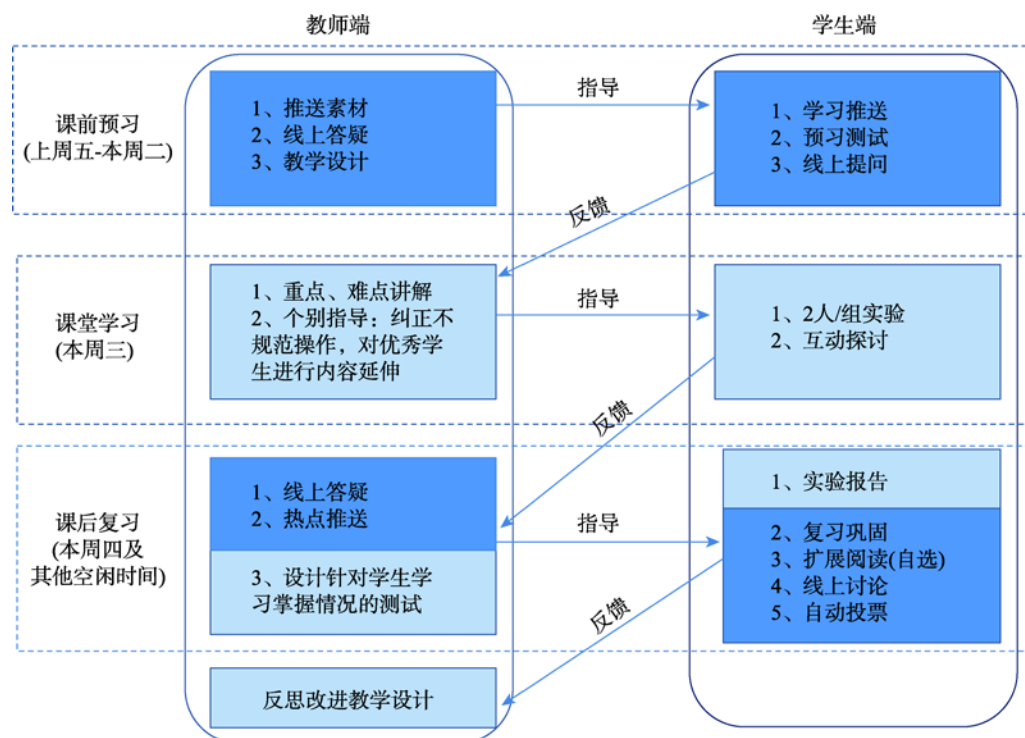 教师端
学生端
课前预习
(上周五-本周二)
1、推送素材
2、线上答疑
3、教学设计
指导
1、学习推送
2、预习测试
3、线上提问
反馈
课堂学习
(本周三)
1、重点、难点讲解
2、个别指导：纠正不
规范操作，对优秀学
生进行内容延伸
指导
1、2人/组实验
2、互动探讨
反馈
课后复习
(本周四及
其他空闲时间)
1、线上答疑
2、热点推送
3、设计针对学生学
习掌握情况的测试
指导
1、实验报告
2、复习巩固
3、扩展阅读(自选)
4、线上讨论
5、自动投票
反馈
反思改进教学设计